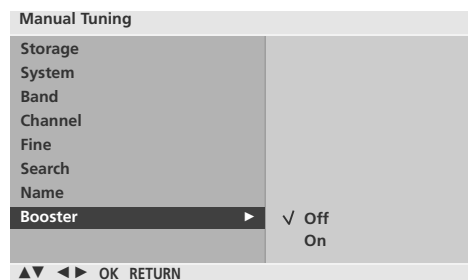 Manual Tuning
Storage
System
Band
Channel
Fine
Search
Name
Booster ▶ √ Off
On
▲▼ ◀▶ OK RETURN